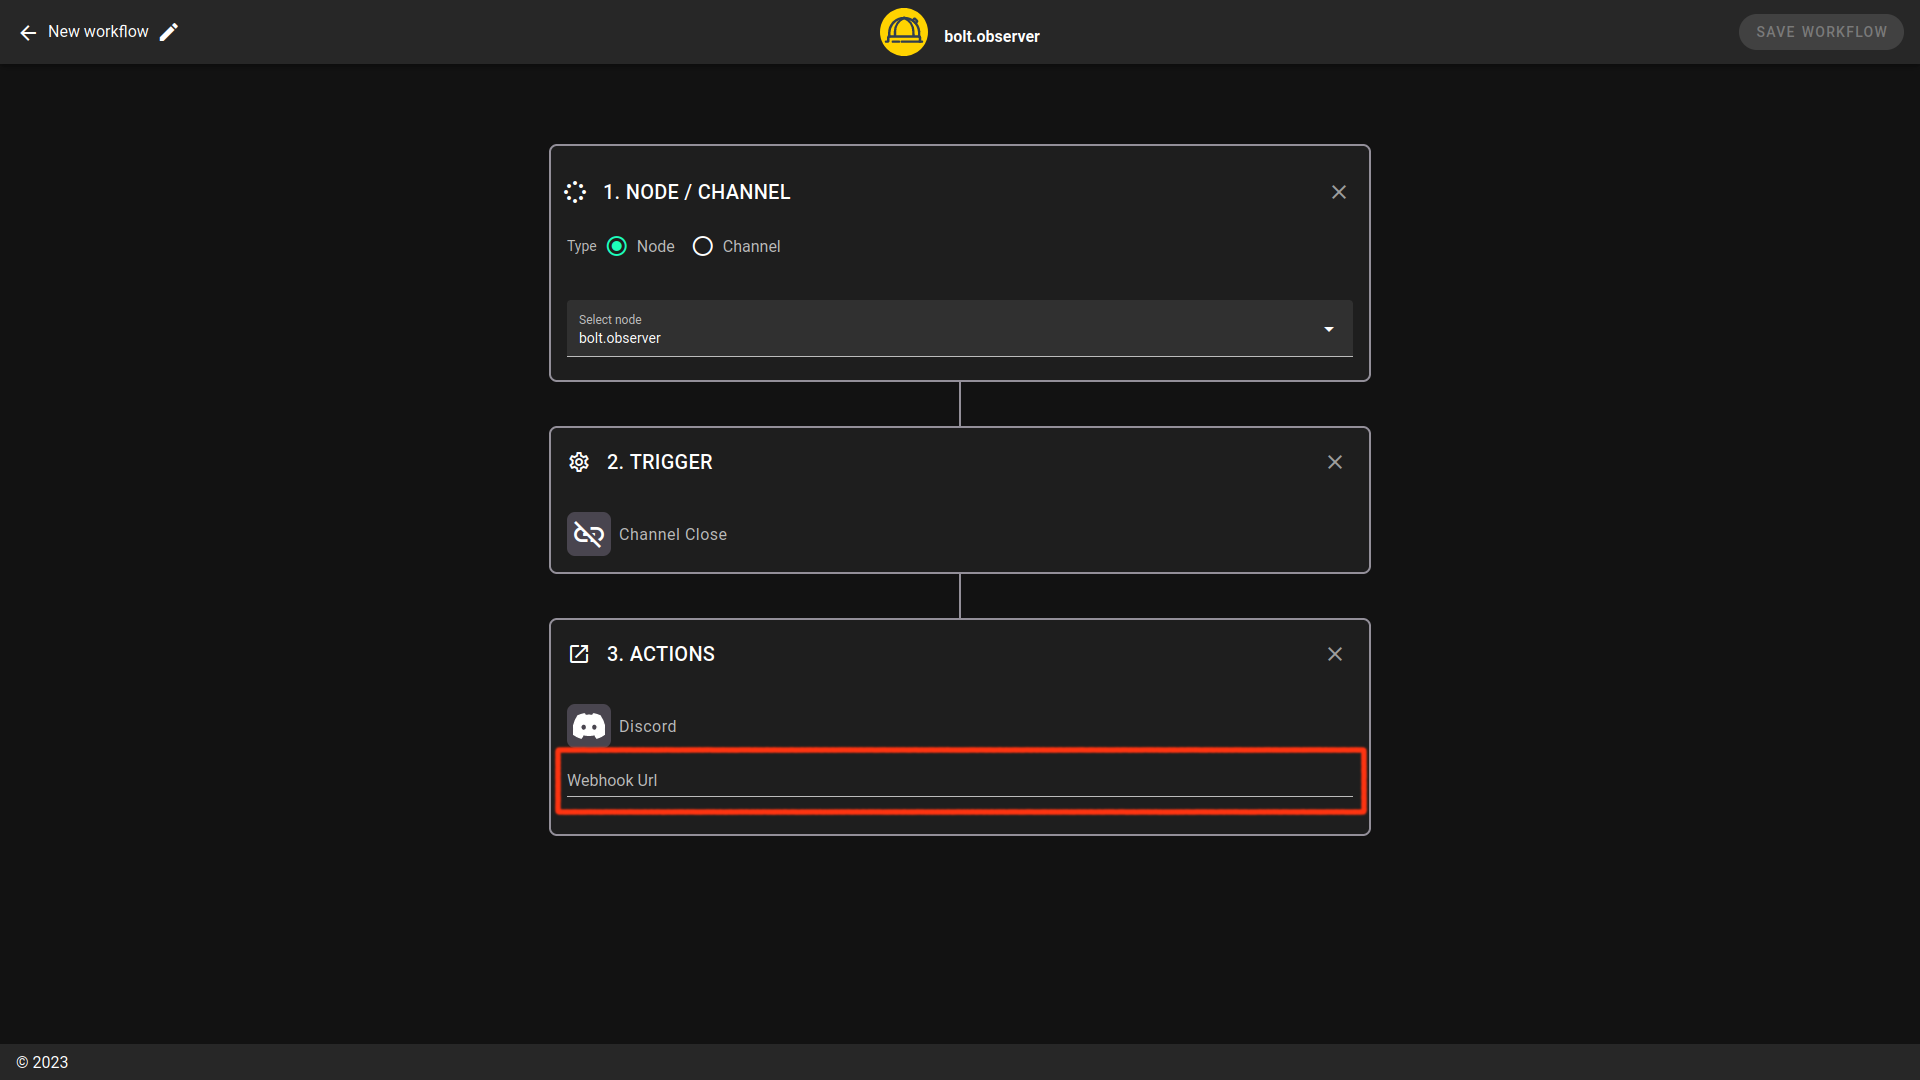 New workflow
bolt.observer
SAVE WORKFLOW
1. NODE / CHANNEL
Type Node Channel
Select node
bolt.observer
2. TRIGGER
Channel Close
3. ACTIONS
Discord
Webhook Url
© 2023